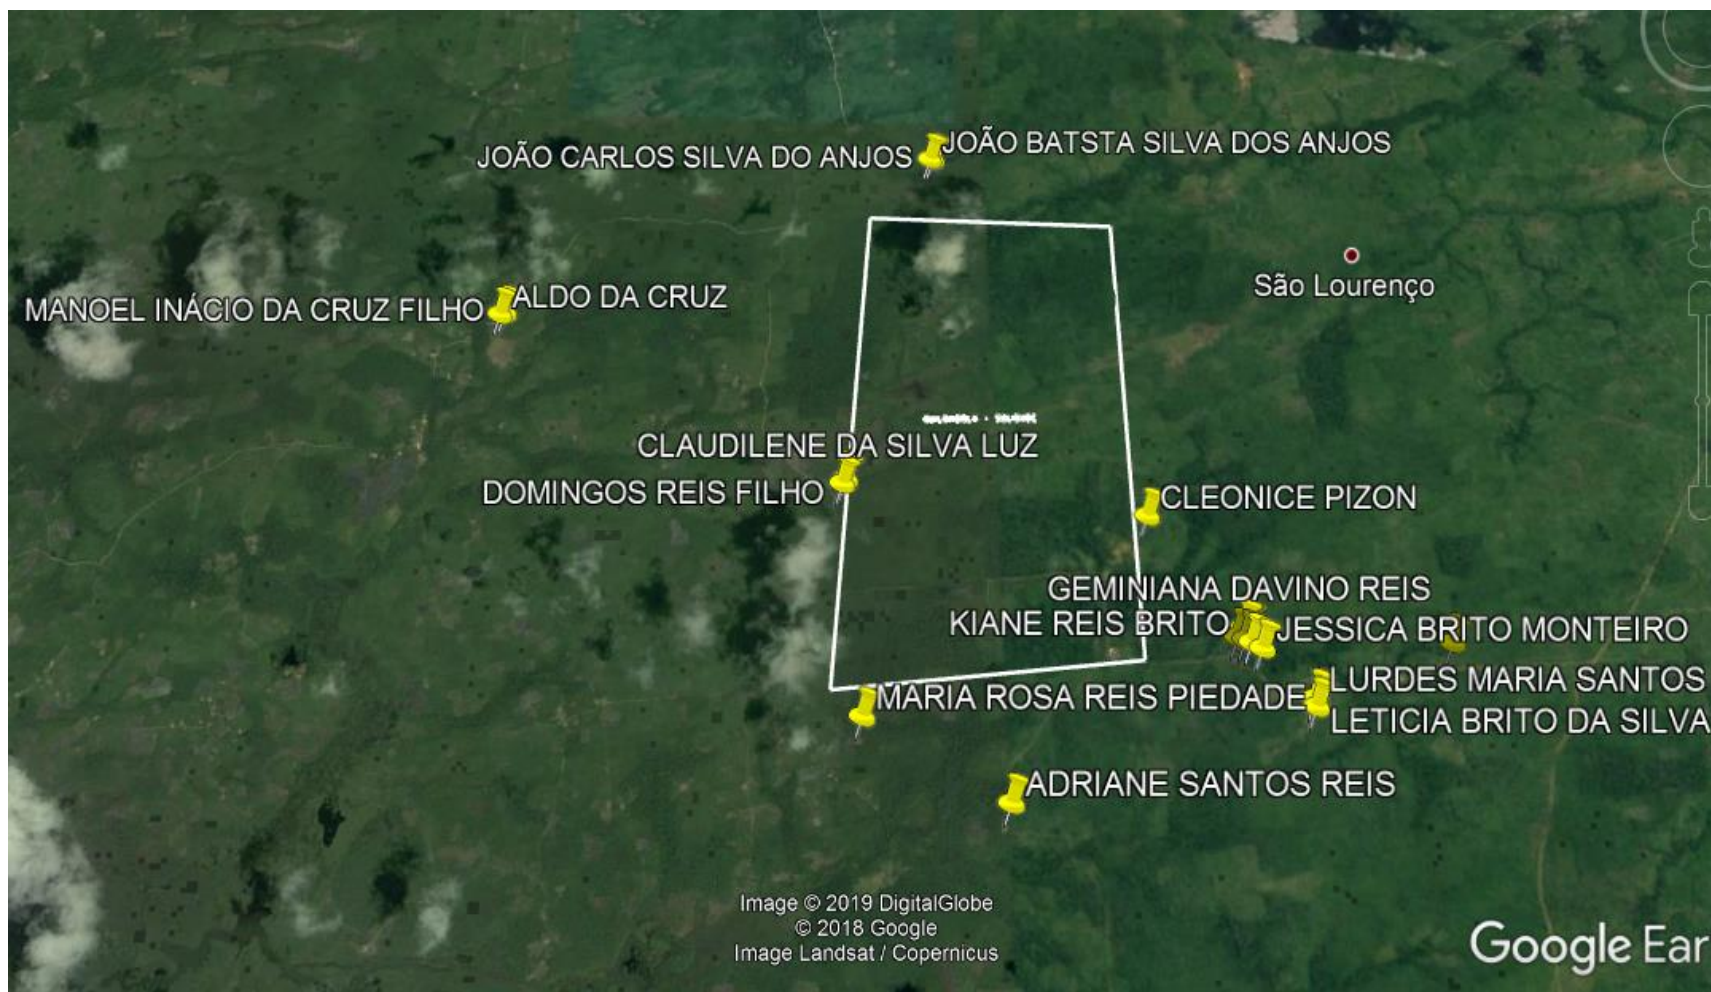 JOÃO BATSTA SILVA DOS ANJOS
JOÃO CARLOS SILVA DO ANJOS
São Lourenço
ALDO DA CRUZ
MANOEL INÁCIO DA CRUZ FILHO
CLAUDILENE DA SILVA LUZ
DOMINGOS REIS FILHO
CLEONICE PIZON
GEMINIANA DAVINO REIS
KIANE REIS BRITO
JESSICA BRITO MONTEIRO
LURDES MARIA SANTOS
MARIA ROSA REIS PIEDADE
LETICIA BRITO DA SILVA
ADRIANE SANTOS REIS
Image © 2019 DigitalGlobe
© 2018 Google
Image Landsat / Copernicus
Google Ear